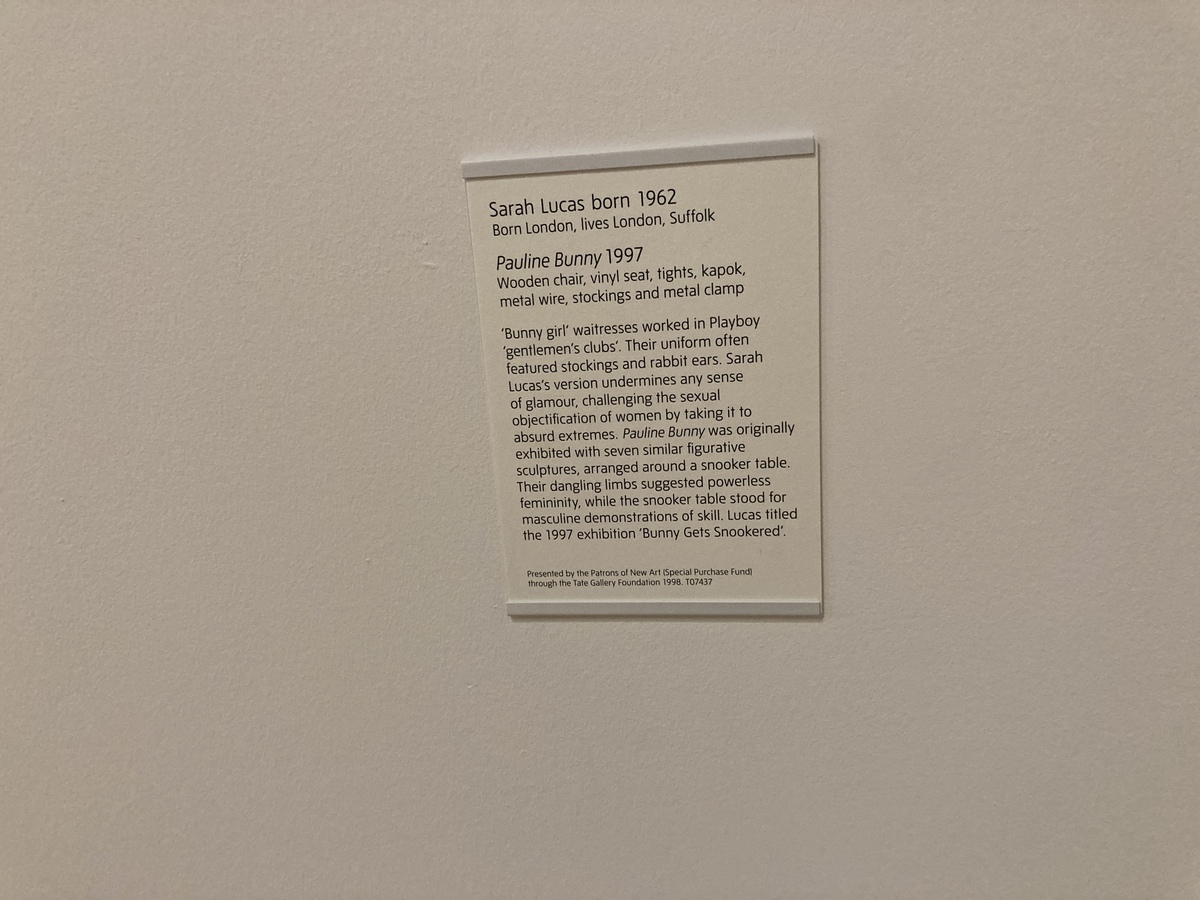 Sarah Lucas born 1962
Born London, lives London, Suffolk
Pauline Bunny 1997
Wooden chair, vinyl seat, tights, kapok,
metal wire, stockings and metal clamp
‘Bunny girl’ waitresses worked in Playboy
‘gentlemen’s clubs’. Their uniform often
featured stockings and rabbit ears. Sarah
Lucas’s version undermines any sense
of glamour, challenging the sexual
objectification of women by taking it to
absurd extremes. Pauline Bunny was originally
exhibited with seven similar figurative
sculptures, arranged around a snooker table.
Their dangling limbs suggested powerless
femininity, while the snooker table stood for
masculine demonstrations of skill. Lucas titled
the 1997 exhibition ‘Bunny Gets Snookered’.
Presented by the Patrons of New Art (Special Purchase Fund)
through the Tate Gallery Foundation 1998. T07437